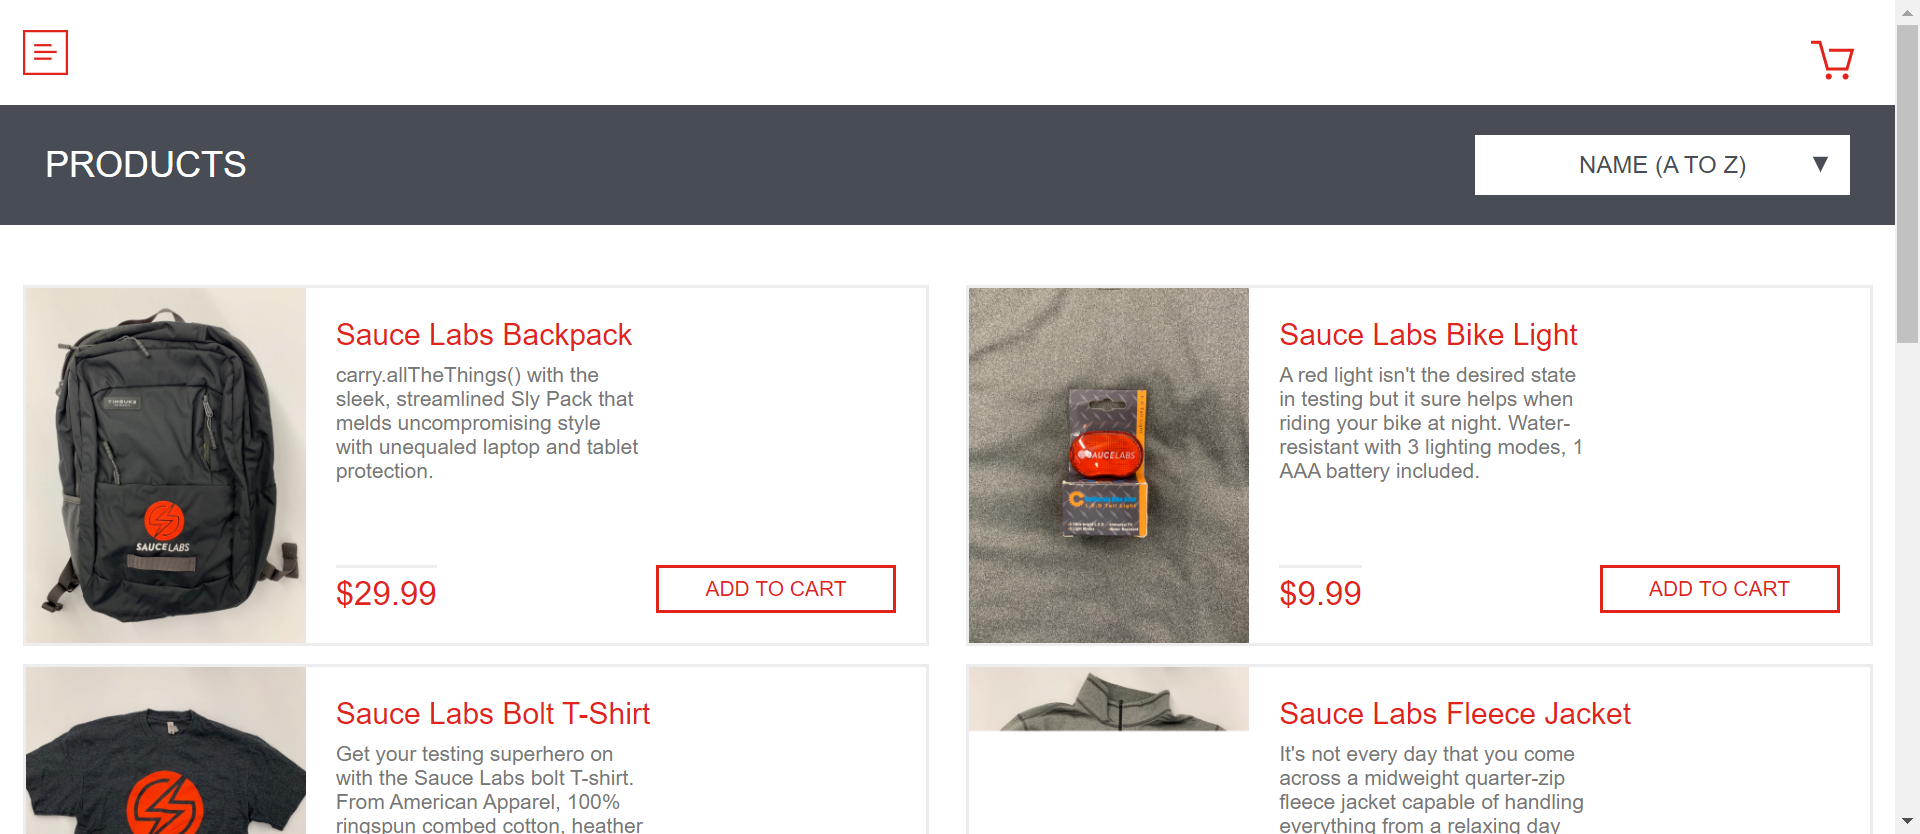 PRODUCTS
NAME (A TO Z)
Sauce Labs Backpack
carry.allTheThings() with the
sleek, streamlined Sly Pack that
melds uncompromising style
with unequaled laptop and tablet
protection.
$29.99
ADD TO CART
TIMBUK2
SAUCELABS
Sauce Labs Bike Light
A red light isn't the desired state
in testing but it sure helps when
riding your bike at night. Water-
resistant with 3 lighting modes, 1
AAA battery included.
$9.99
ADD TO CART
SAUCELABS
Sauce Labs Bolt T-Shirt
Get your testing superhero on
with the Sauce Labs bolt T-shirt.
From American Apparel, 100%
ringspun combed cotton, heather
Sauce Labs Fleece Jacket
It's not every day that you come
across a midweight quarter-zip
fleece jacket capable of handling
everything from a relaxing day